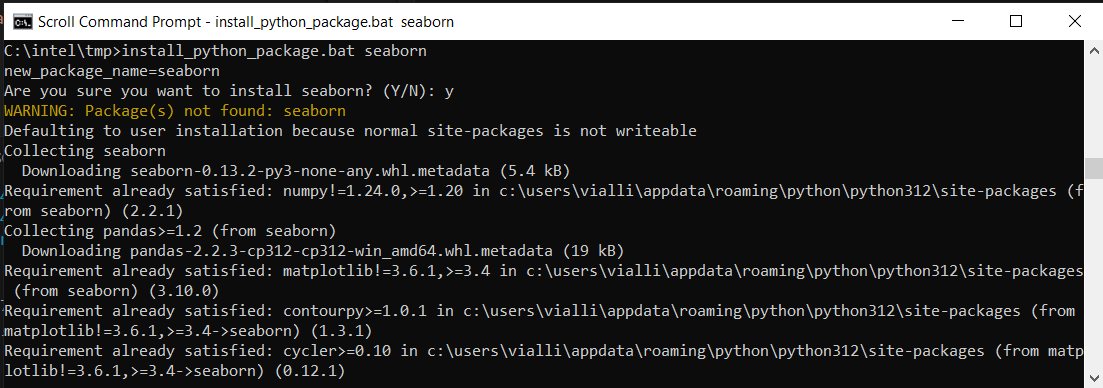 Scroll Command Prompt - install_python_package.bat  seaborn
C:\intel\tmp>install_python_package.bat seaborn
new_package_name=seaborn
Are you sure you want to install seaborn? (Y/N): y
WARNING: Package(s) not found: seaborn
Defaulting to user installation because normal site-packages is not writeable
Collecting seaborn
  Downloading seaborn-0.13.2-py3-none-any.whl.metadata (5.4 kB)
Requirement already satisfied: numpy!=1.24.0,>=1.20 in c:\users\vialli\appdata\roaming\python\python312\site-packages (f
rom seaborn) (2.2.1)
Collecting pandas>=1.2 (from seaborn)
  Downloading pandas-2.2.3-cp312-cp312-win_amd64.whl.metadata (19 kB)
Requirement already satisfied: matplotlib!=3.6.1,>=3.4 in c:\users\vialli\appdata\roaming\python\python312\site-packages
 (from seaborn) (3.10.0)
Requirement already satisfied: contourpy>=1.0.1 in c:\users\vialli\appdata\roaming\python\python312\site-packages (from
matplotlib!=3.6.1,>=3.4->seaborn) (1.3.1)
Requirement already satisfied: cycler>=0.10 in c:\users\vialli\appdata\roaming\python\python312\site-packages (from matp
lotlib!=3.6.1,>=3.4->seaborn) (0.12.1)